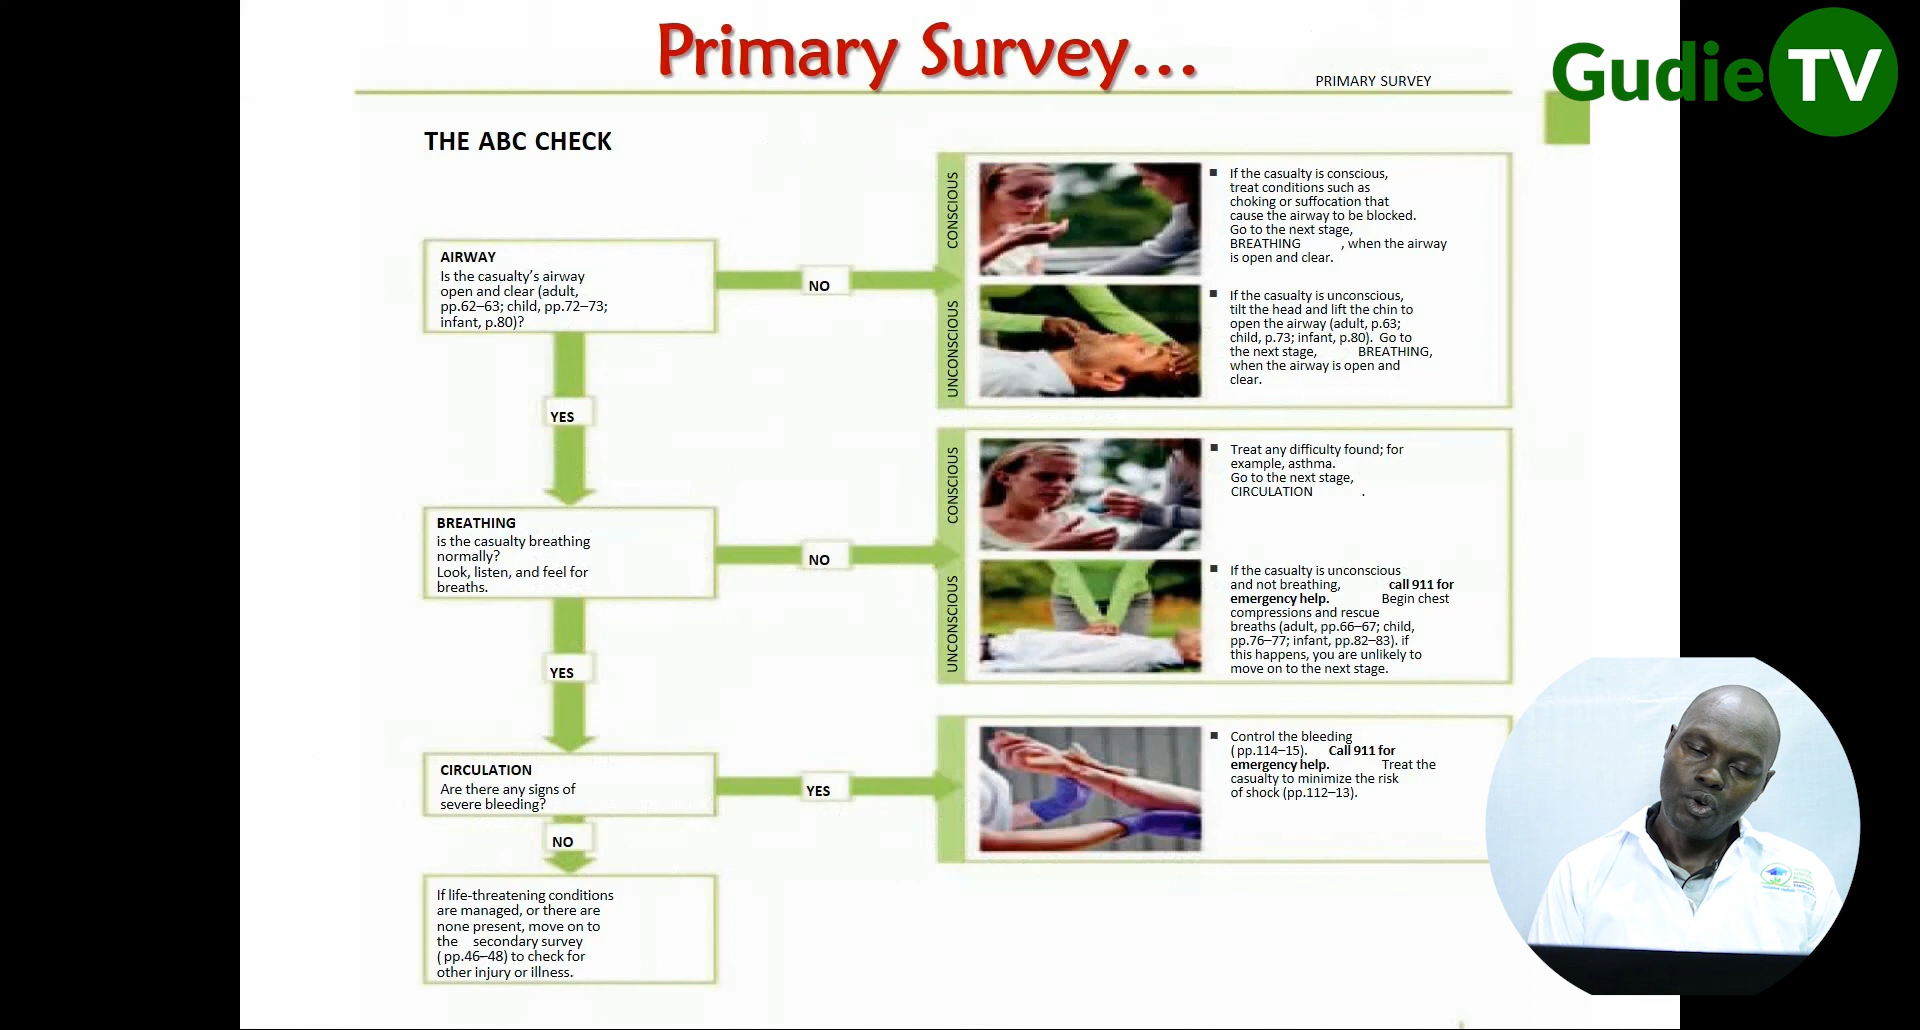 Primary Survey...
PRIMARY SURVEY
Gudie TV
THE ABC CHECK
AIRWAY
Is the casualty's airway
open and clear (adult,
pp.62–63; child, pp.72–73;
infant, p.80)?
NO
CONSCIOUS
If the casualty is conscious,
treat conditions such as
choking or suffocation that
cause the airway to be blocked.
Go to the next stage,
BREATHING , when the airway
is open and clear.
UNCONSCIOUS
If the casualty is unconscious,
tilt the head and lift the chin to
open the airway (adult, p.63;
child, p.73; infant, p.80). Go to
the next stage, BREATHING,
when the airway is open and
clear.
YES
BREATHING
is the casualty breathing
normally?
Look, listen, and feel for
breaths.
NO
CONSCIOUS
Treat any difficulty found; for
example, asthma.
Go to the next stage,
CIRCULATION .
UNCONSCIOUS
If the casualty is unconscious
and not breathing, call 911 for
emergency help. Begin chest
compressions and rescue
breaths (adult, pp.66–67; child,
pp.76–77; infant, pp.82–83). if
this happens, you are unlikely to
move on to the next stage.
YES
CIRCULATION
Are there any signs of
severe bleeding?
YES
Control the bleeding
( pp.114–15). Call 911 for
emergency help. Treat the
casualty to minimize the risk
of shock (pp.112–13).
NO
If life-threatening conditions
are managed, or there are
none present, move on to
the secondary survey
( pp.46–48) to check for
other injury or illness.